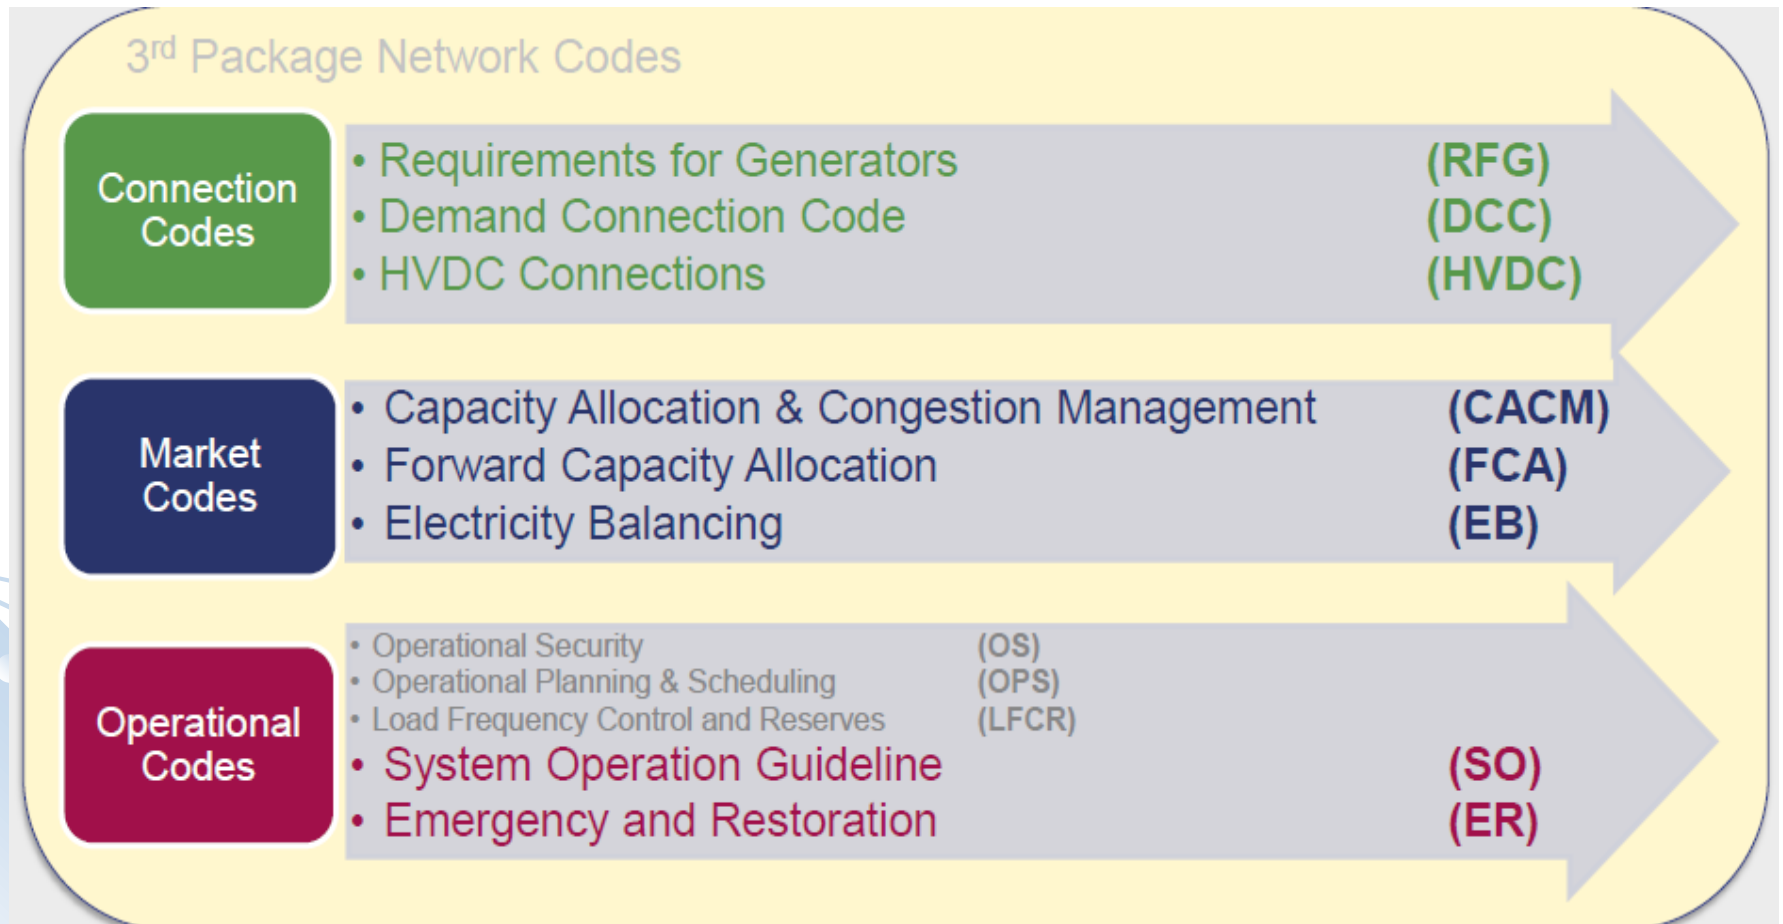 3rd Package Network Codes
Connection
Codes
• Requirements for Generators (RFG)
• Demand Connection Code (DCC)
• HVDC Connections (HVDC)
Market
Codes
• Capacity Allocation & Congestion Management (CACM)
• Forward Capacity Allocation (FCA)
• Electricity Balancing (EB)
Operational
Codes
• Operational Security (OS)
• Operational Planning & Scheduling (OPS)
• Load Frequency Control and Reserves (LFCR)
• System Operation Guideline (SO)
• Emergency and Restoration (ER)